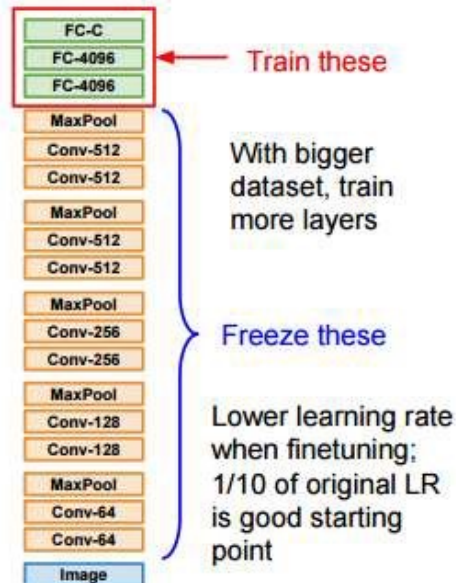 FC-C
FC-4096
FC-4096
Train these
MaxPool
Conv-512
Conv-512
With bigger
dataset, train
more layers
MaxPool
Conv-512
Conv-512
MaxPool
Conv-256
Conv-256
Freeze these
MaxPool
Conv-128
Conv-128
MaxPool
Conv-64
Conv-64
Lower learning rate
when finetuning;
1/10 of original LR
is good starting
point
Image